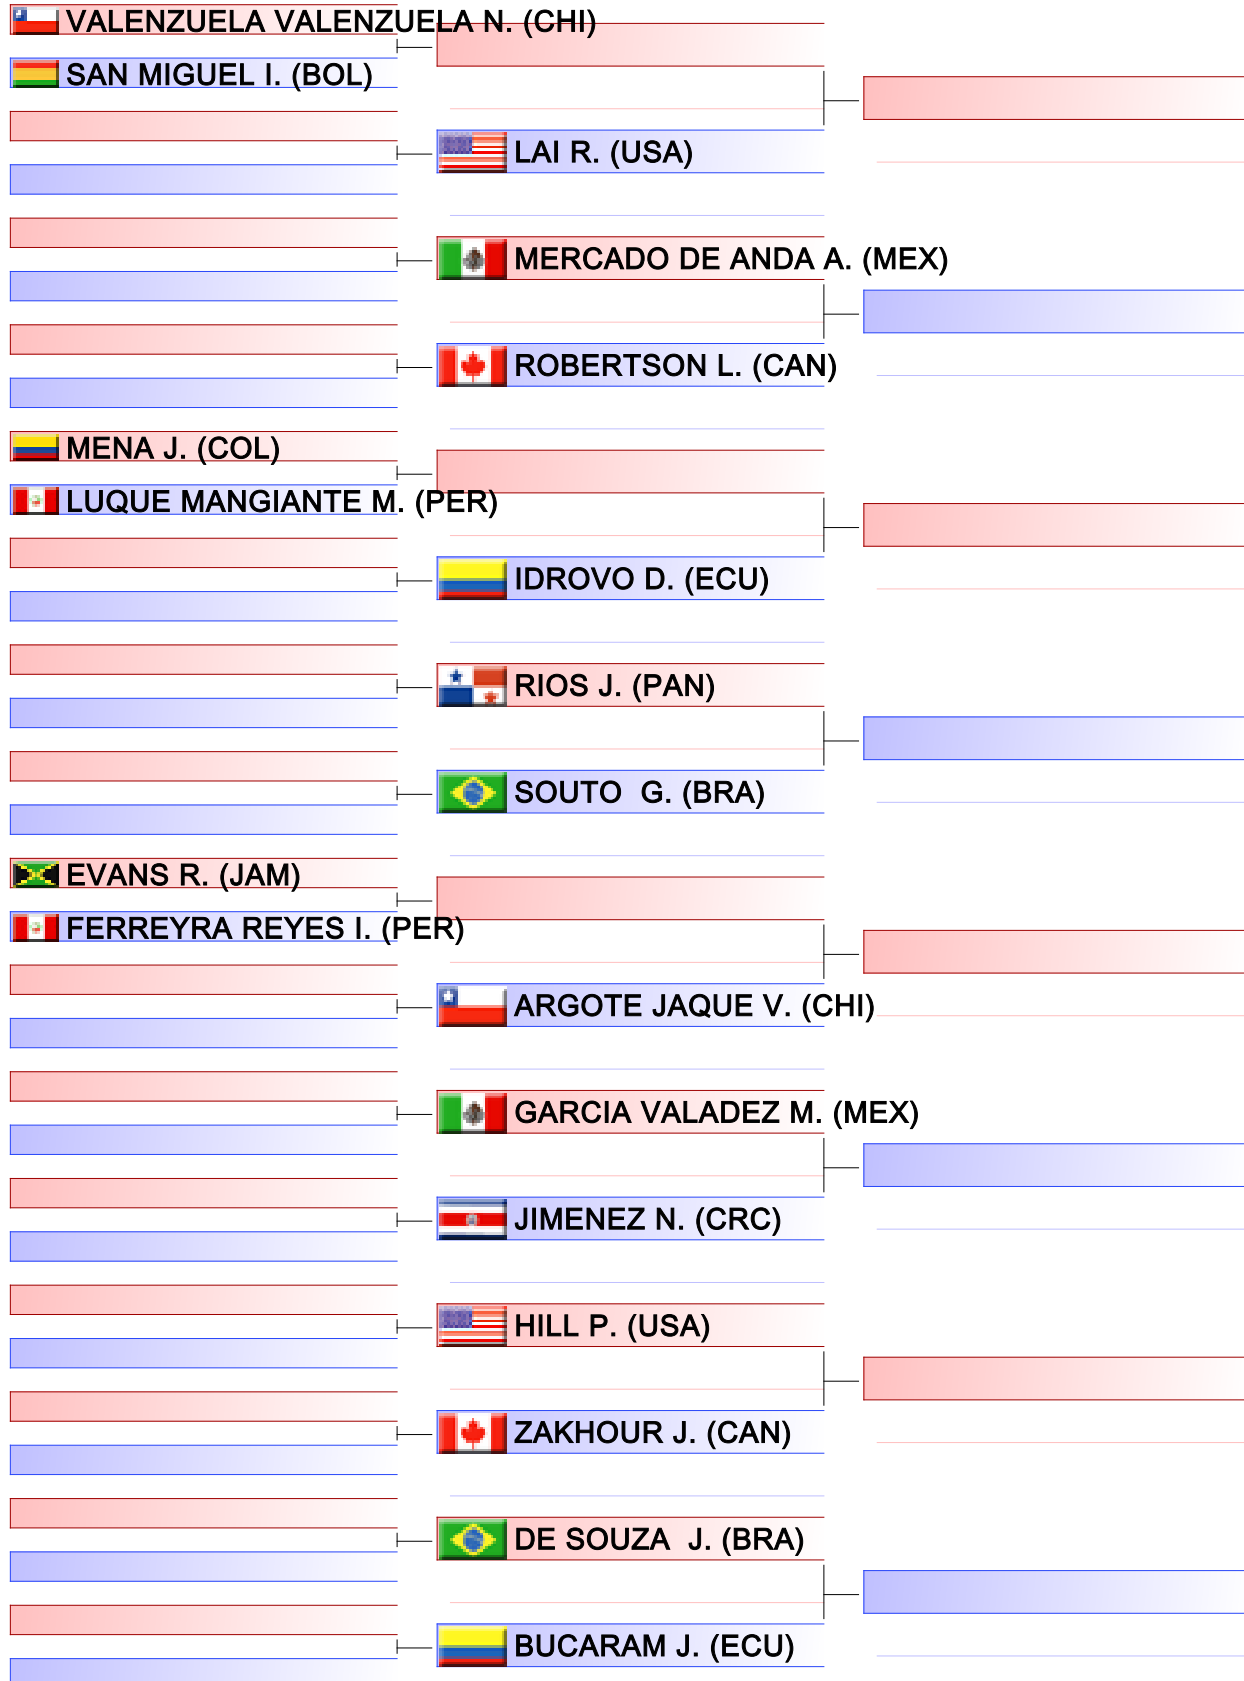 VALENZUELA VALENZUELA N. (CHI)
SAN MIGUEL I. (BOL)
LAI R. (USA)
MERCADO DE ANDA A. (MEX)
ROBERTSON L. (CAN)
MENA J. (COL)
LUQUE MANGIANTE M. (PER)
IDROVO D. (ECU)
RIOS J. (PAN)
SOUTO  G. (BRA)
EVANS R. (JAM)
FERREYRA REYES I. (PER)
ARGOTE JAQUE V. (CHI)
GARCIA VALADEZ M. (MEX)
JIMENEZ N. (CRC)
HILL P. (USA)
ZAKHOUR J. (CAN)
DE SOUZA  J. (BRA)
BUCARAM J. (ECU)